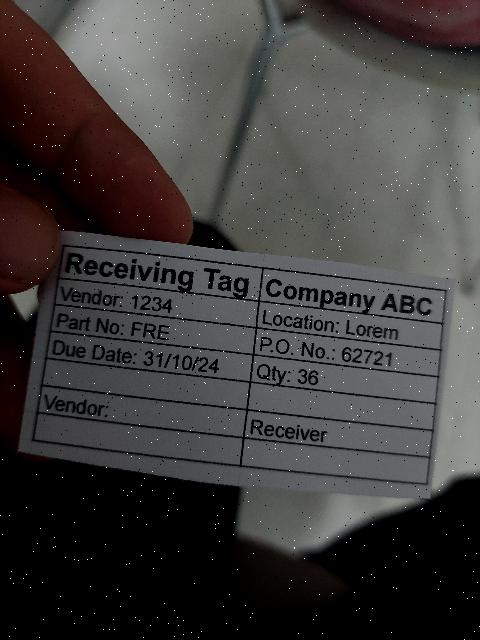 Receiving Tag Company ABC
Vendor: 1234 Location: Lorem
Part No: FRE P.O. No.: 62721
Due Date: 31/10/24 Qty: 36
Vendor: Receiver